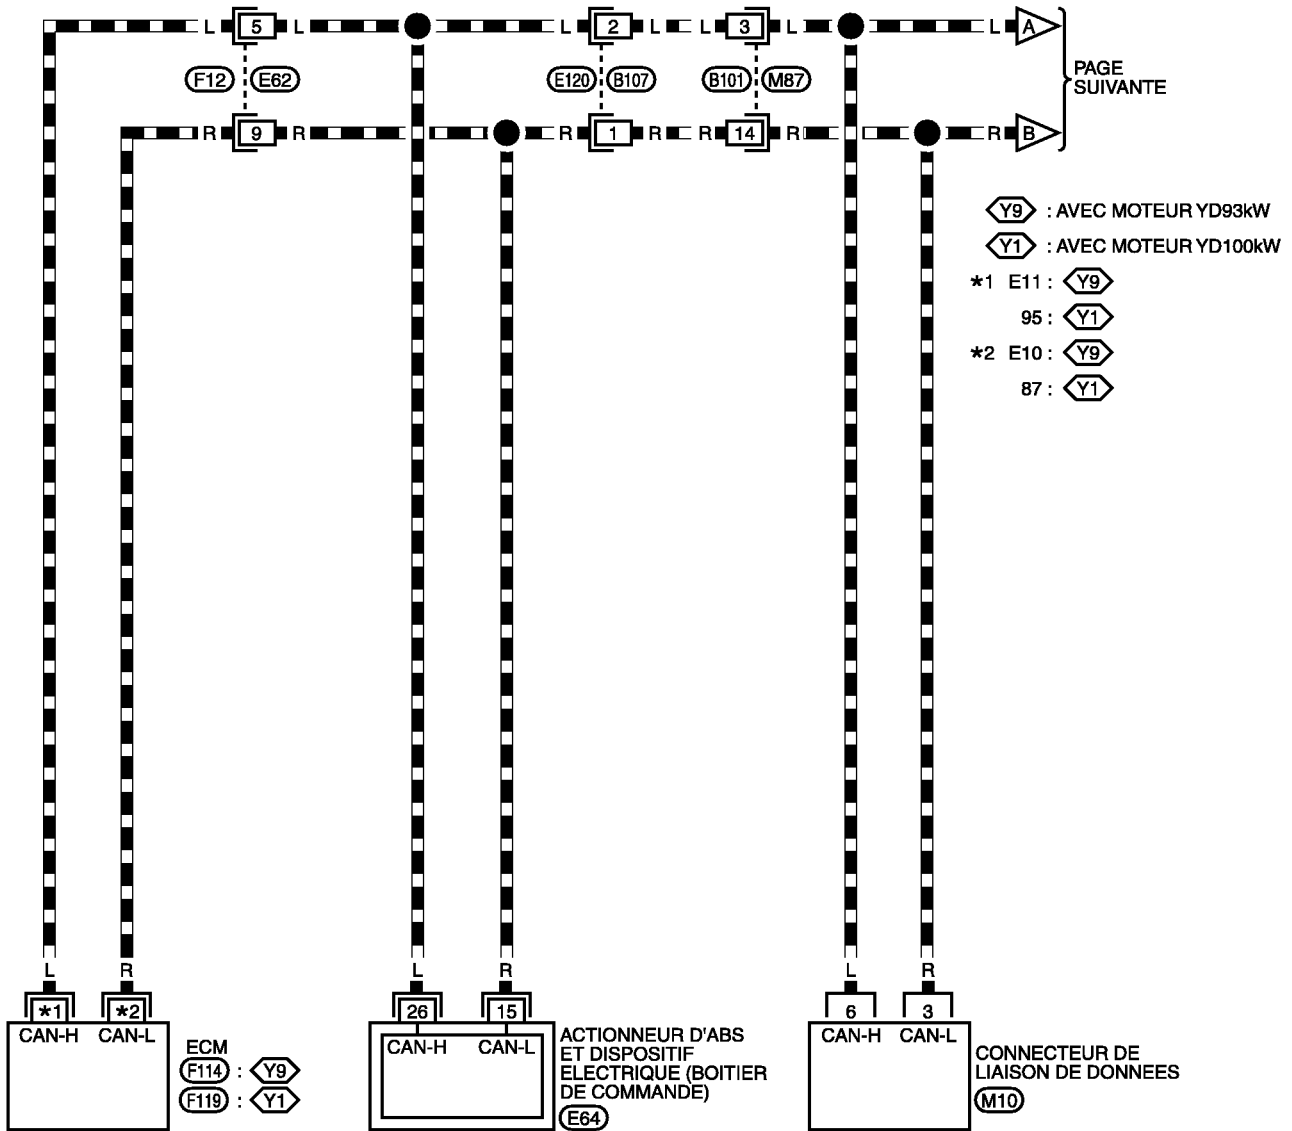 L 5 L L 2 L L 3 L L A
F12 E62 E120 B107 B101 M87
PAGE
SUIVANTE
R 9 R R 1 R R 14 R R B
Y9 : AVEC MOTEUR YD93kW
Y1 : AVEC MOTEUR YD100kW
*1 E11 : Y9
95 : Y1
*2 E10 : Y9
87 : Y1
L R L R L R
*1 *2 26 15 6 3
CAN-H CAN-L CAN-H CAN-L CAN-H CAN-L
ECM
F114 : Y9
F119 : Y1
ACTIONNEUR D'ABS
ET DISPOSITIF
ELECTRIQUE (BOITIER
DE COMMANDE)
E64
CONNECTEUR DE
LIAISON DE DONNEES
M10